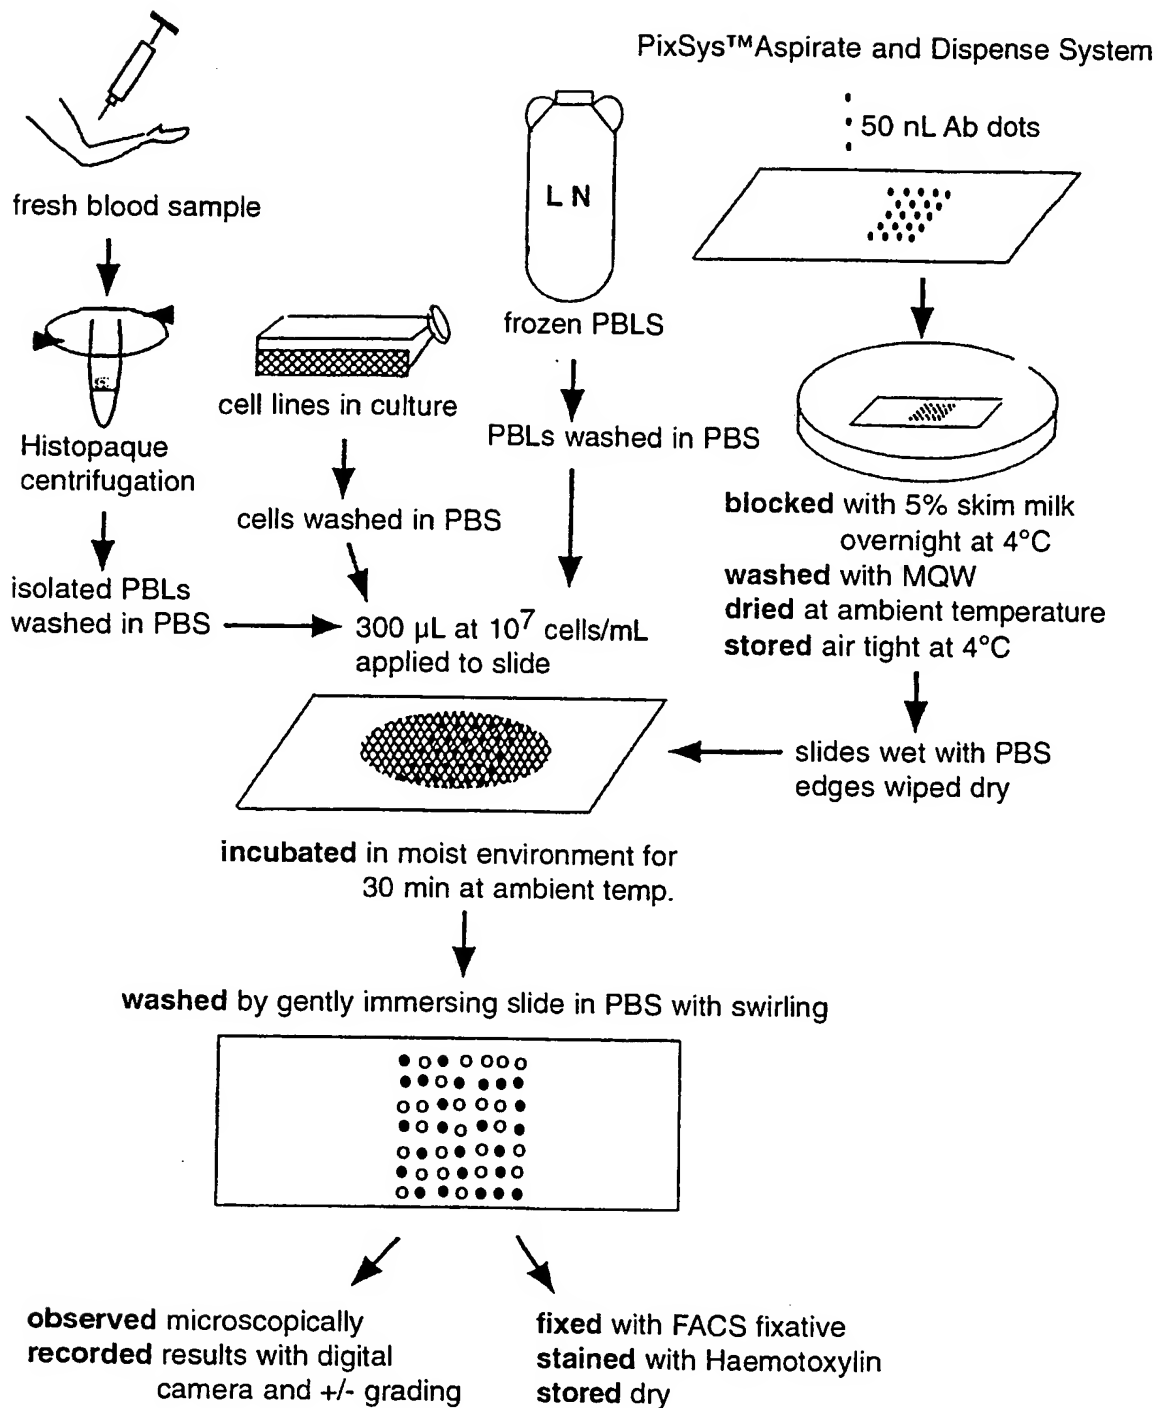 PixSys™Aspirate and Dispense System
50 nL Ab dots
fresh blood sample
L N
frozen PBLS
cell lines in culture
Histopaque
centrifugation
PBLs washed in PBS
cells washed in PBS
blocked with 5% skim milk
overnight at 4°C
washed with MQW
dried at ambient temperature
stored air tight at 4°C
isolated PBLs
washed in PBS
300 µL at 10⁷ cells/mL
applied to slide
slides wet with PBS
edges wiped dry
incubated in moist environment for
30 min at ambient temp.
washed by gently immersing slide in PBS with swirling
observed microscopically
recorded results with digital
camera and +/- grading
fixed with FACS fixative
stained with Haemotoxylin
stored dry